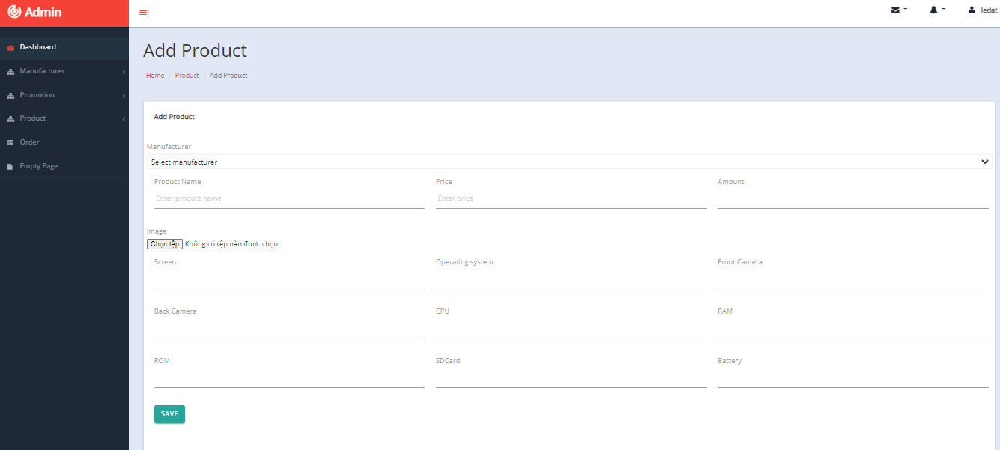 Admin
ledat
Dashboard
Manufacturer
Promotion
Product
Order
Empty Page
Add Product
Home / Product / Add Product
Add Product
Manufacturer
Select manufacturer
Product Name Price Amount
Enter product name Enter price
Image
Chọn tệp Không có tệp nào được chọn
Screen Operating system Front Camera
Back Camera CPU RAM
ROM SDCard Battery
SAVE